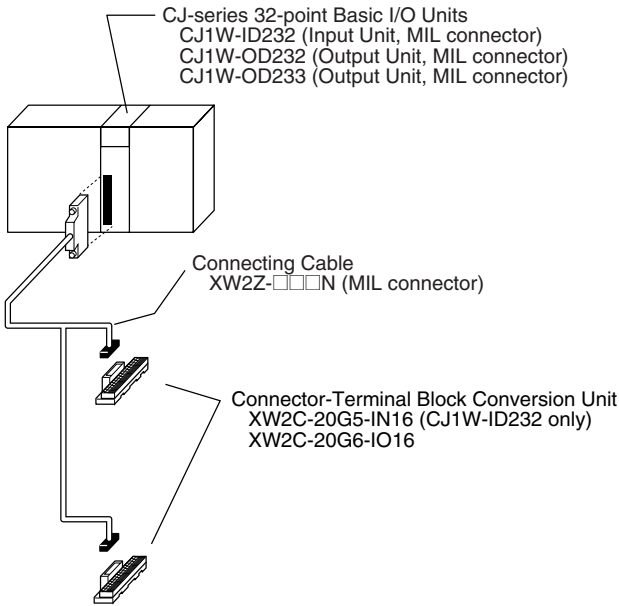 CJ-series 32-point Basic I/O Units
CJ1W-ID232 (Input Unit, MIL connector)
CJ1W-OD232 (Output Unit, MIL connector)
CJ1W-OD233 (Output Unit, MIL connector)
Connecting Cable
XW2Z-□□□N (MIL connector)
Connector-Terminal Block Conversion Unit
XW2C-20G5-IN16 (CJ1W-ID232 only)
XW2C-20G6-IO16